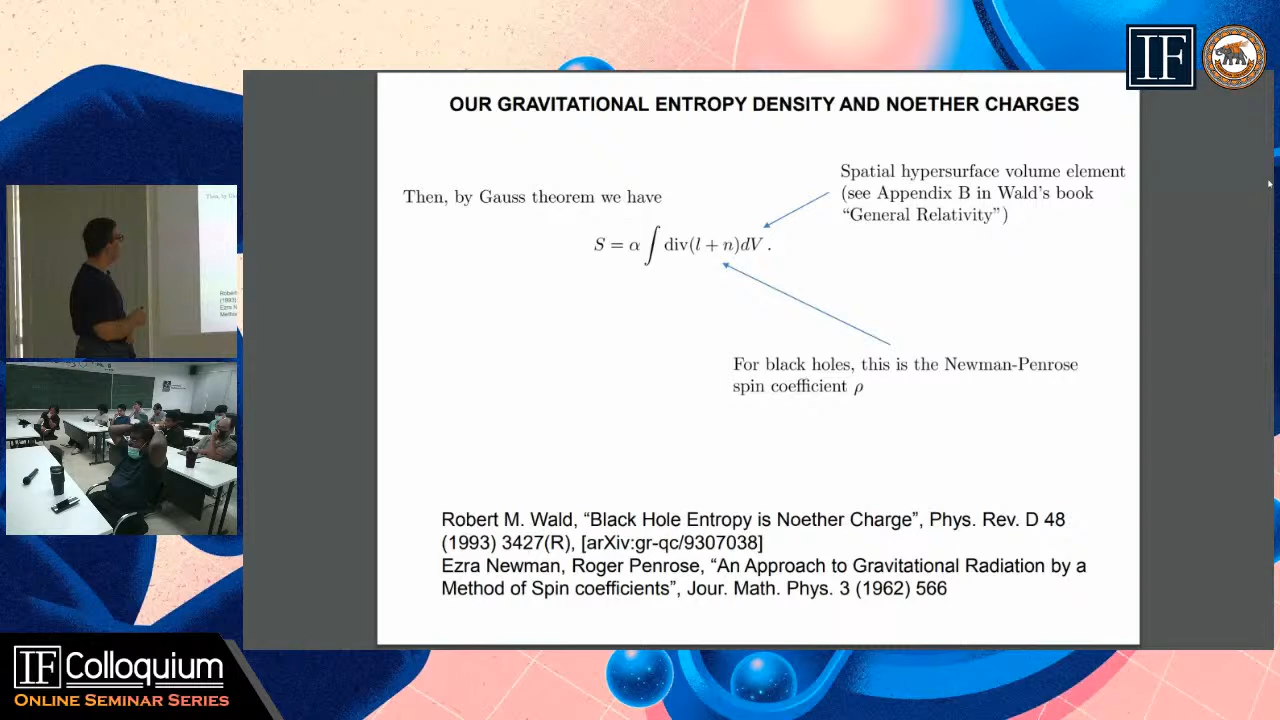 IF
OUR GRAVITATIONAL ENTROPY DENSITY AND NOETHER CHARGES
Spatial hypersurface volume element
(see Appendix B in Wald's book
“General Relativity”)
Then, by Gauss theorem we have
S = α ∫ div(l + n)dV .
For black holes, this is the Newman-Penrose
spin coefficient ρ
Robert M. Wald, “Black Hole Entropy is Noether Charge”, Phys. Rev. D 48
(1993) 3427(R), [arXiv:gr-qc/9307038]
Ezra Newman, Roger Penrose, “An Approach to Gravitational Radiation by a
Method of Spin coefficients”, Jour. Math. Phys. 3 (1962) 566
IF Colloquium
ONLINE SEMINAR SERIES